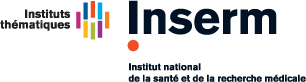 Instituts
thématiques
Inserm
Institut national
de la santé et de la recherche médicale